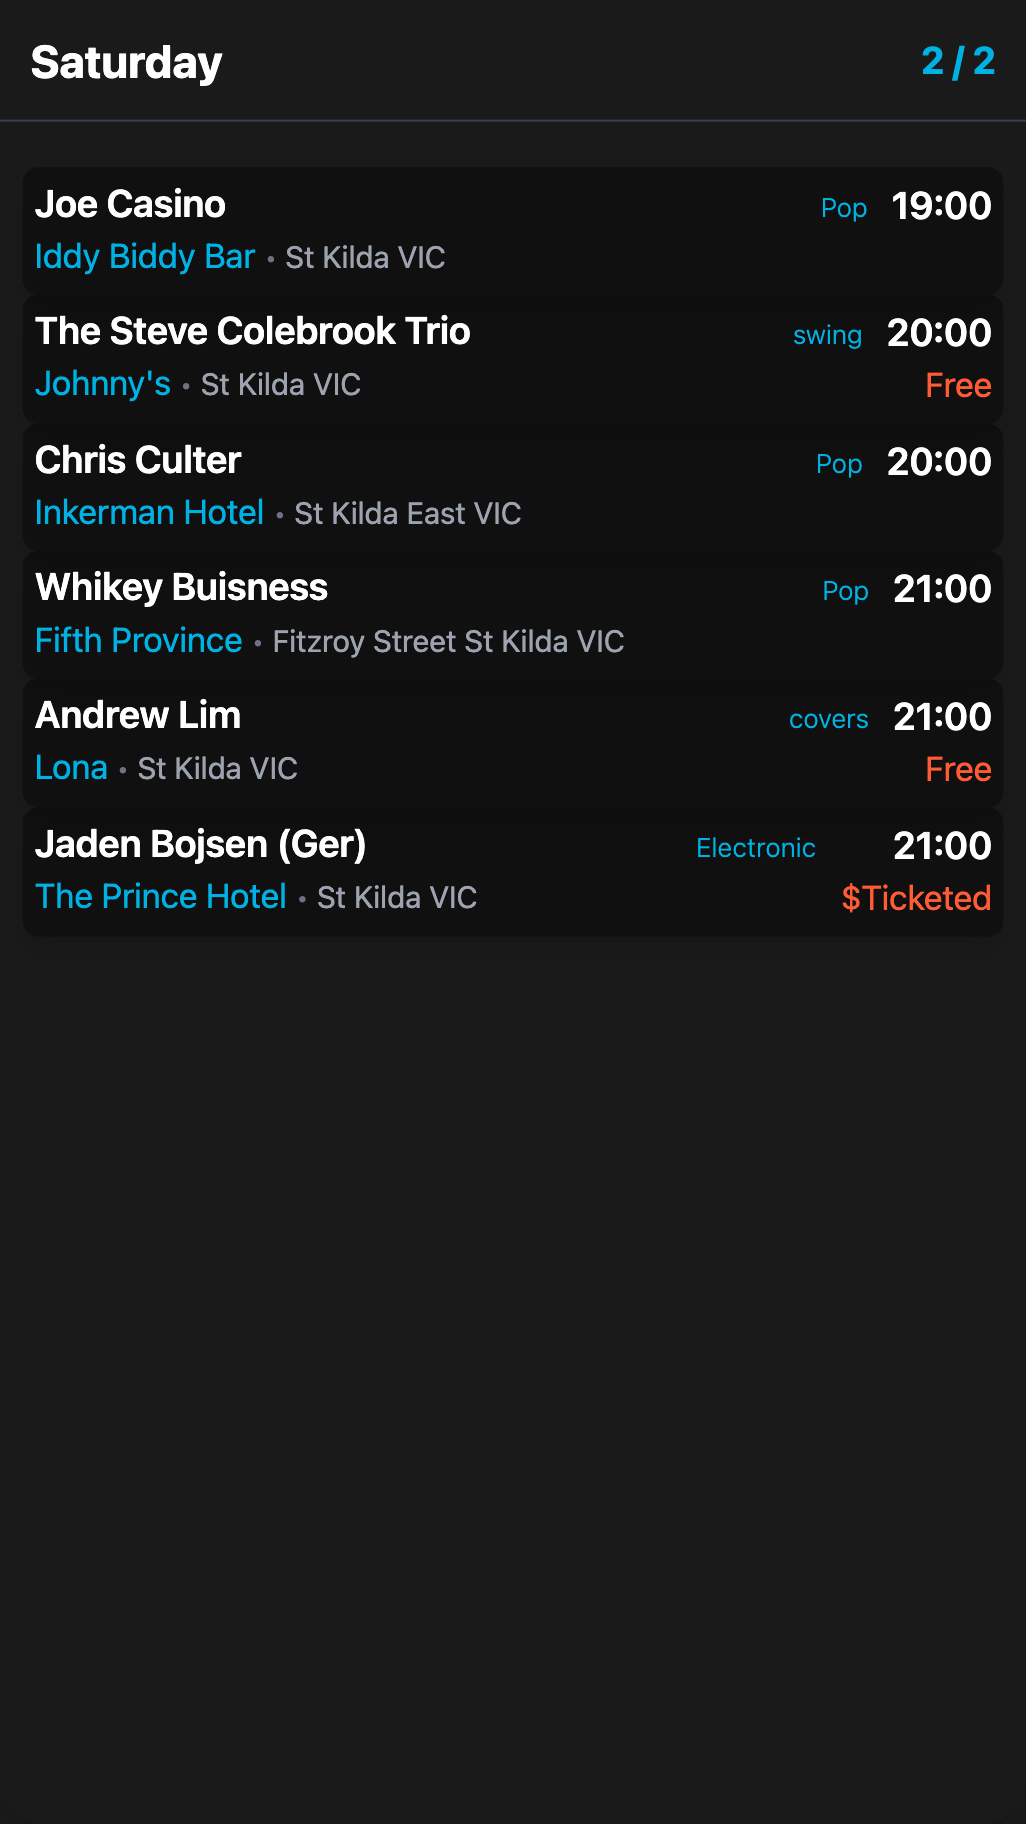 Saturday 2 / 2
Joe Casino Pop 19:00
Iddy Biddy Bar • St Kilda VIC
The Steve Colebrook Trio swing 20:00
Johnny's • St Kilda VIC Free
Chris Culter Pop 20:00
Inkerman Hotel • St Kilda East VIC
Whikey Buisness Pop 21:00
Fifth Province • Fitzroy Street St Kilda VIC
Andrew Lim covers 21:00
Lona • St Kilda VIC Free
Jaden Bojsen (Ger) Electronic 21:00
The Prince Hotel • St Kilda VIC $Ticketed